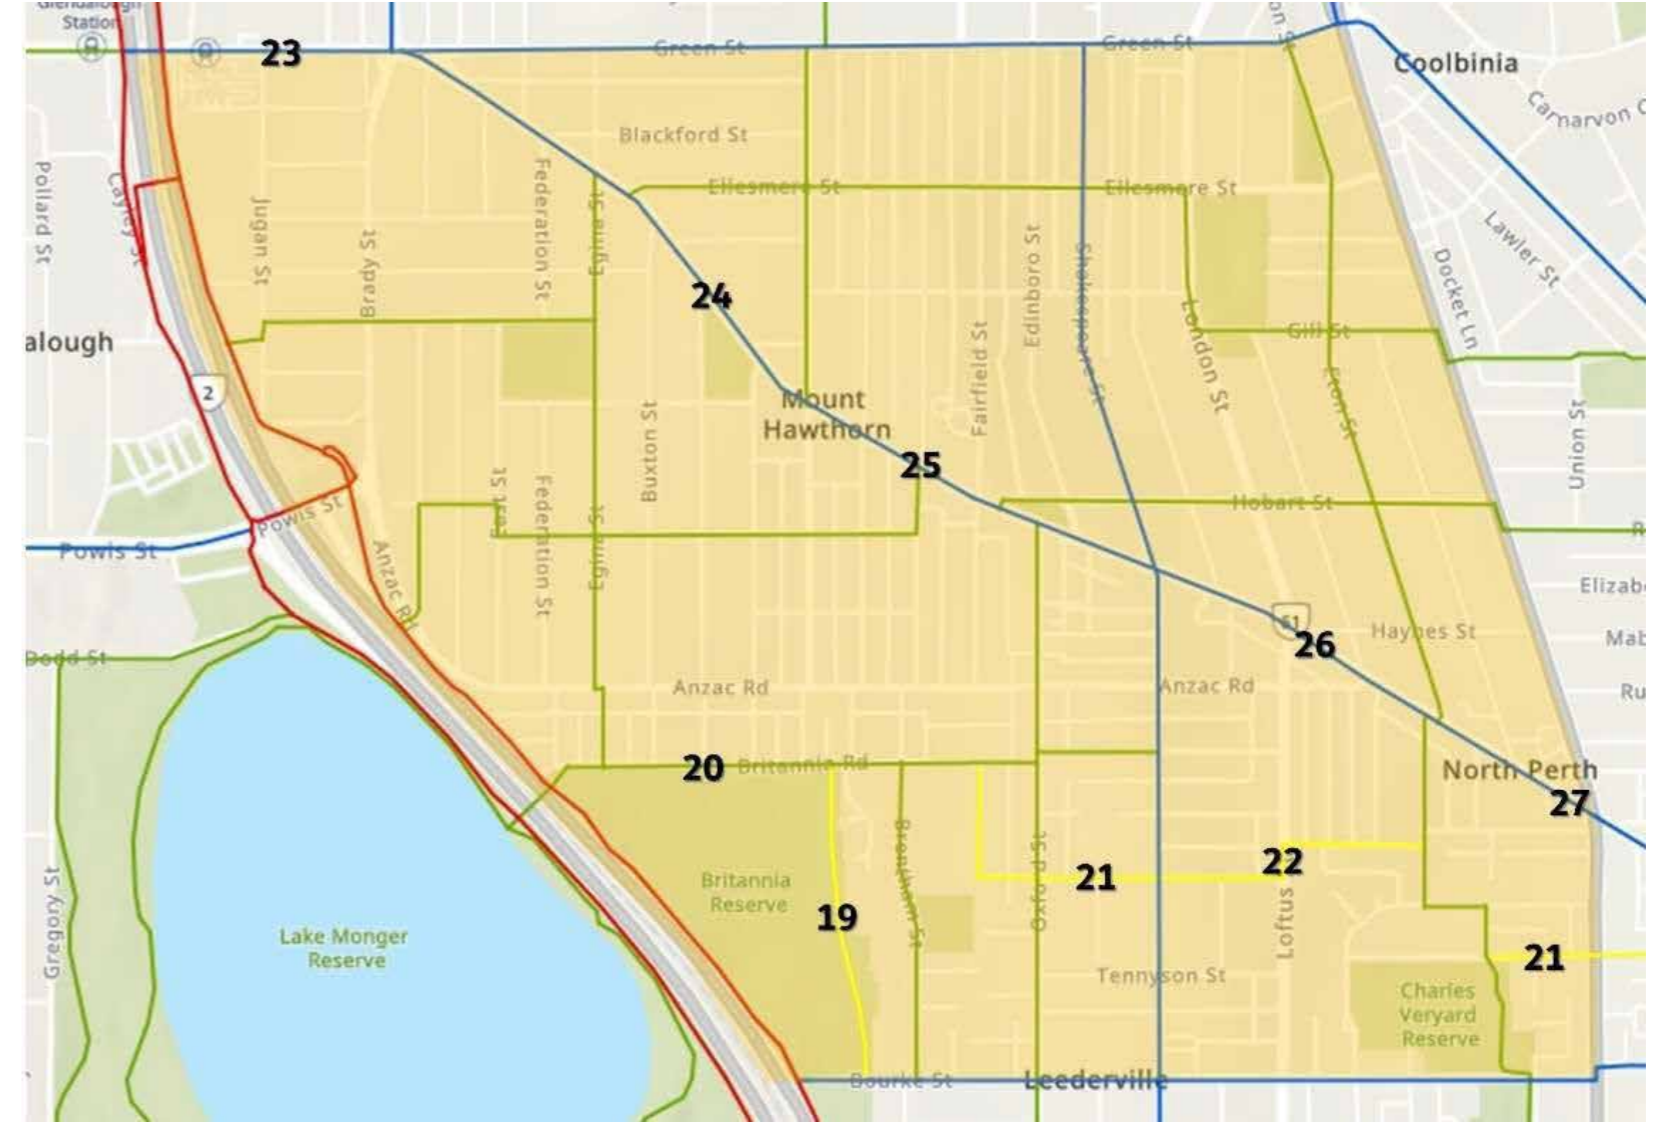 Glendalough
Station
23
Green St
Green St
Coolbinia
Carnarvon C
Blackford St
Pollard St
Cayley St
Jugan St
Brady St
Federation St
Egina St
Ellesmere St
Ellesmere St
Lawler St
Docket Ln
24
Edinboro St
Shakespeare St
London St
Gill St
alough
2
Fairfield St
Eton St
Union St
Mount
Hawthorn
Buxton St
25
Federation St
Egina St
Hobart St
Powis St
Powis St
Anzac Rd
Elizab
61
26
Haynes St
Mab
Dodd St
Anzac Rd
Anzac Rd
Ru
20
Britannia Rd
North Perth
27
Oxford St
21
22
Loftus
Britannia
Reserve
19
Gregory St
Lake Monger
Reserve
21
Tennyson St
Charles
Veryard
Reserve
Bourke St
Leederville